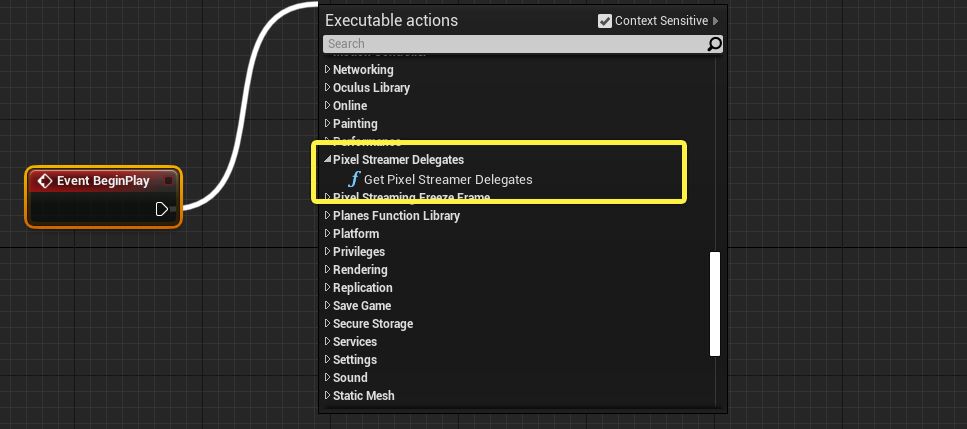 Executable actions
Context Sensitive
Search
Networking
Oculus Library
Online
Painting
Performance
Pixel Streamer Delegates
f Get Pixel Streamer Delegates
Pixel Streaming Freeze Frame
Planes Function Library
Platform
Privileges
Rendering
Replication
Save Game
Secure Storage
Services
Settings
Sound
Static Mesh
Event BeginPlay